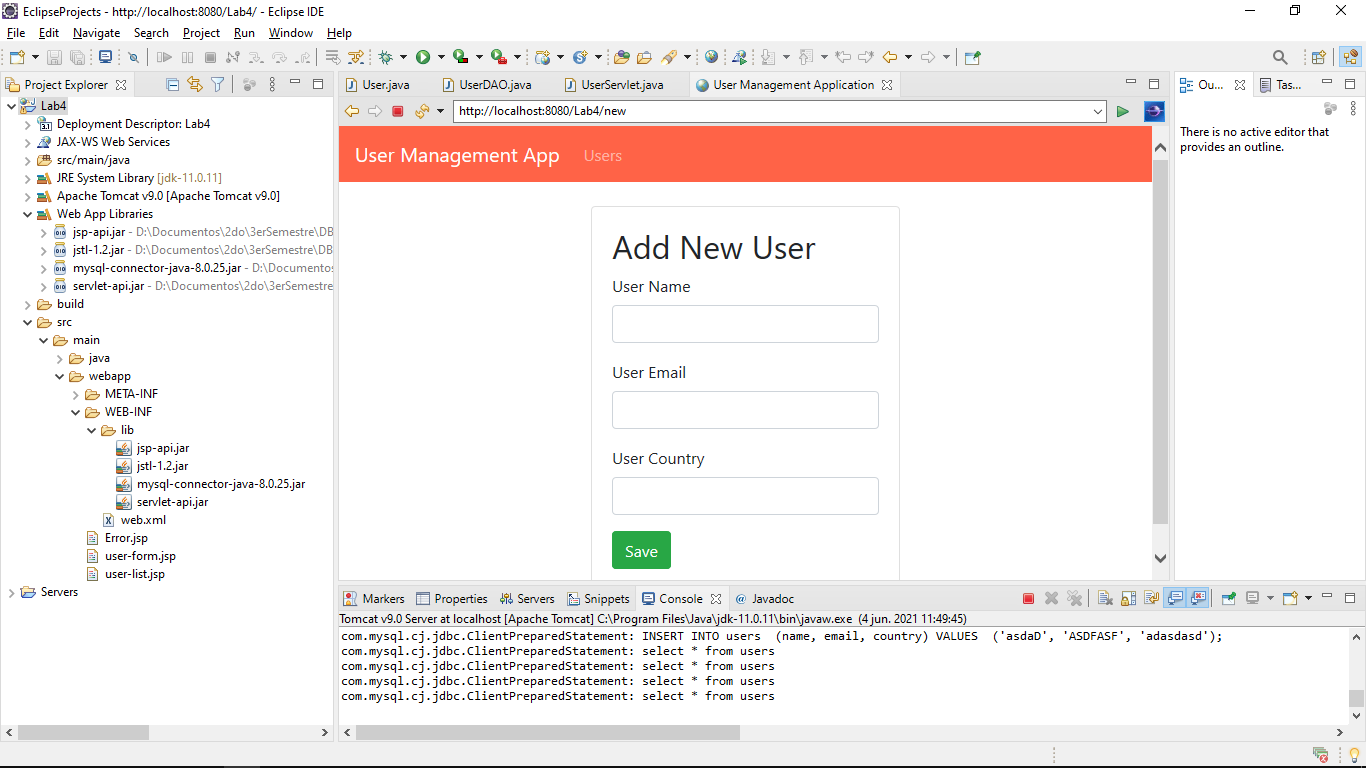 EclipseProjects - http://localhost:8080/Lab4/ - Eclipse IDE
File Edit Navigate Search Project Run Window Help
Project Explorer
Lab4
Deployment Descriptor: Lab4
JAX-WS Web Services
src/main/java
JRE System Library [jdk-11.0.11]
Apache Tomcat v9.0 [Apache Tomcat v9.0]
Web App Libraries
jsp-api.jar - D:\Documentos\2do\3erSemestre\DB
jstl-1.2.jar - D:\Documentos\2do\3erSemestre\DB
mysql-connector-java-8.0.25.jar - D:\Documentos
servlet-api.jar - D:\Documentos\2do\3erSemestre
build
src
main
java
webapp
META-INF
WEB-INF
lib
jsp-api.jar
jstl-1.2.jar
mysql-connector-java-8.0.25.jar
servlet-api.jar
web.xml
Error.jsp
user-form.jsp
user-list.jsp
Servers
User.java UserDAO.java UserServlet.java User Management Application
http://localhost:8080/Lab4/new
User Management App Users
Add New User
User Name
User Email
User Country
Save
Ou... Tas...
There is no active editor that
provides an outline.
Markers Properties Servers Snippets Console @ Javadoc
Tomcat v9.0 Server at localhost [Apache Tomcat] C:\Program Files\Java\jdk-11.0.11\bin\javaw.exe (4 jun. 2021 11:49:45)
com.mysql.cj.jdbc.ClientPreparedStatement: INSERT INTO users  (name, email, country) VALUES  ('asdaD', 'ASDFASF', 'adasdasd');
com.mysql.cj.jdbc.ClientPreparedStatement: select * from users
com.mysql.cj.jdbc.ClientPreparedStatement: select * from users
com.mysql.cj.jdbc.ClientPreparedStatement: select * from users
com.mysql.cj.jdbc.ClientPreparedStatement: select * from users